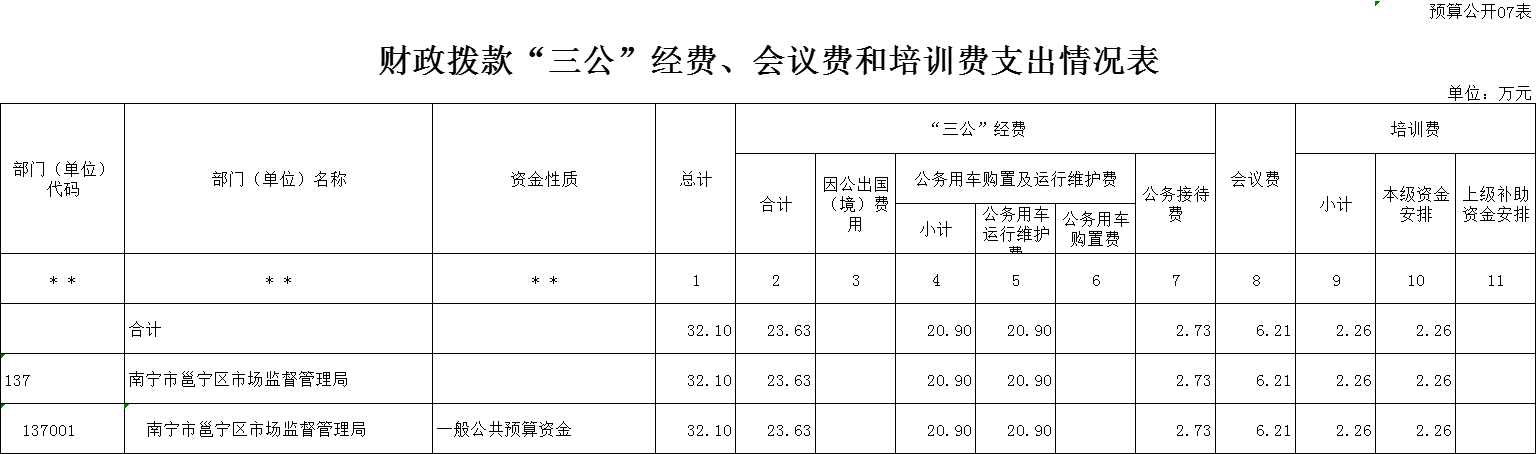 预算公开07表
财政拨款“三公”经费、会议费和培训费支出情况表
单位：万元
部门（单位）代码 部门（单位）名称 资金性质 总计 “三公”经费 会议费 培训费
合计 因公出国（境）费用 公务用车购置及运行维护费 公务接待费 小计 本级资金安排 上级补助资金安排
小计 公务用车运行维护费 公务用车购置费
** ** ** 1 2 3 4 5 6 7 8 9 10 11
合计 32.10 23.63 20.90 20.90 2.73 6.21 2.26 2.26
137 南宁市邕宁区市场监督管理局 32.10 23.63 20.90 20.90 2.73 6.21 2.26 2.26
137001 南宁市邕宁区市场监督管理局 一般公共预算资金 32.10 23.63 20.90 20.90 2.73 6.21 2.26 2.26